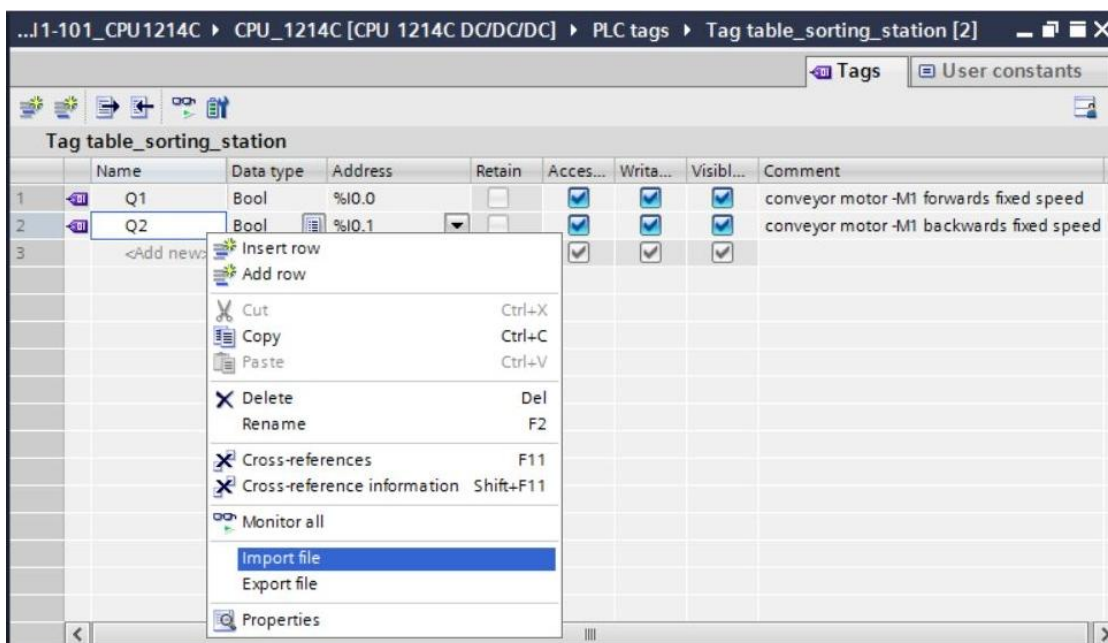 ...11-101_CPU1214C ▸ CPU_1214C [CPU 1214C DC/DC/DC] ▸ PLC tags ▸ Tag table_sorting_station [2]
Tags User constants
Tag table_sorting_station
Name Data type Address Retain Acces... Writa... Visibl... Comment
1 Q1 Bool %I0.0 conveyor motor -M1 forwards fixed speed
2 Q2 Bool %I0.1 conveyor motor -M1 backwards fixed speed
3 <Add new>
Insert row
Add row
Cut Ctrl+X
Copy Ctrl+C
Paste Ctrl+V
Delete Del
Rename F2
Cross-references F11
Cross-reference information Shift+F11
Monitor all
Import file
Export file
Properties